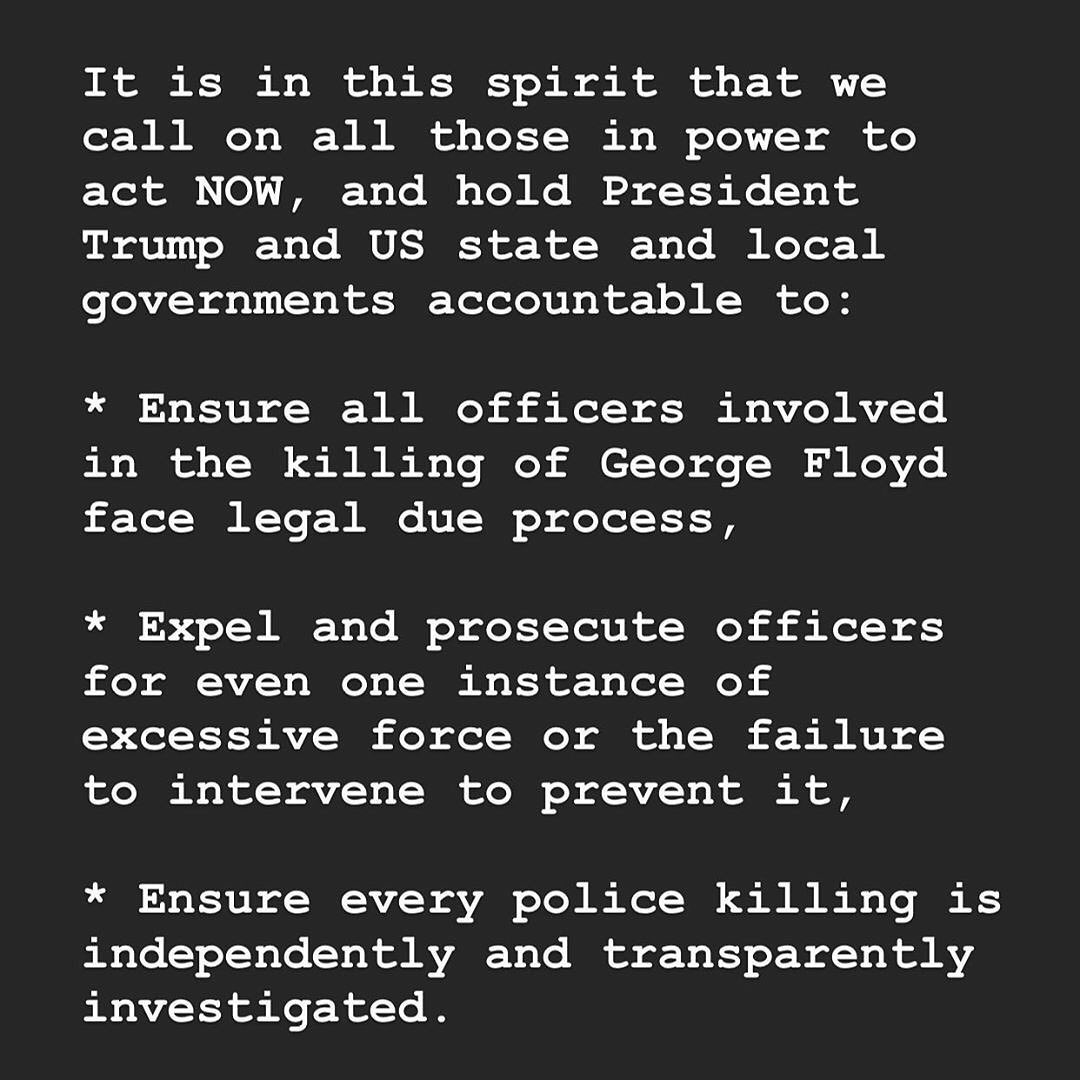 It is in this spirit that we
call on all those in power to
act NOW, and hold President
Trump and US state and local
governments accountable to:
* Ensure all officers involved
in the killing of George Floyd
face legal due process,
* Expel and prosecute officers
for even one instance of
excessive force or the failure
to intervene to prevent it,
* Ensure every police killing is
independently and transparently
investigated.